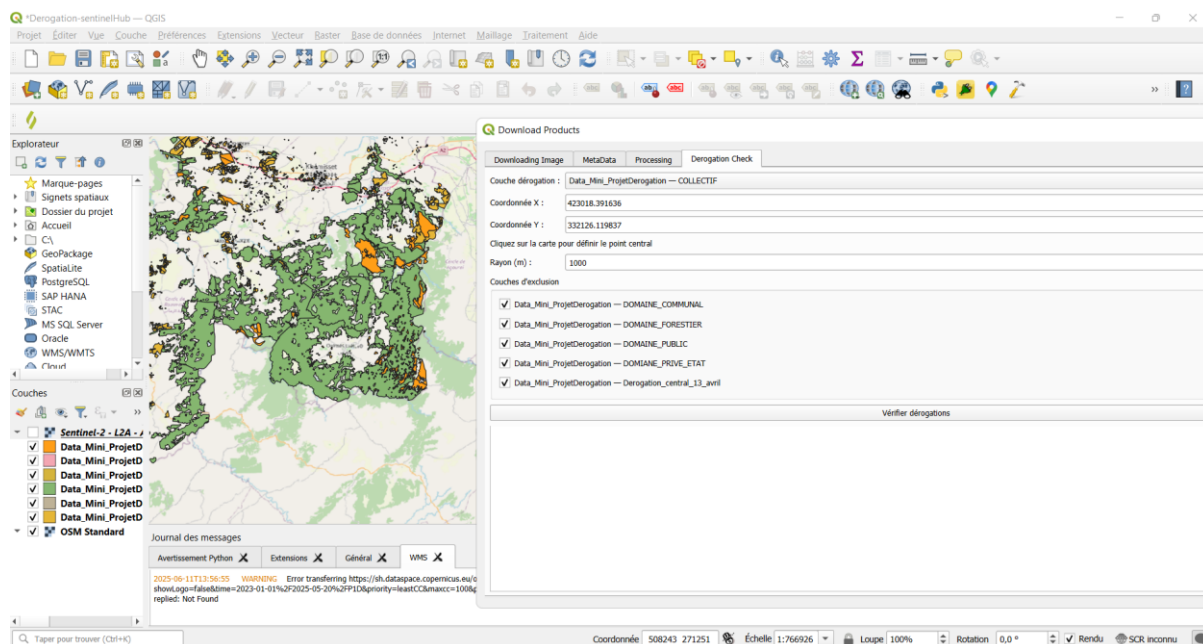 *Derogation-sentinelHub — QGIS
Projet Éditer Vue Couche Préférences Extensions Vecteur Raster Base de données Internet Maillage Traitement Aide
Explorateur
Marque-pages
Signets spatiaux
Dossier du projet
Accueil
C:\
GeoPackage
SpatiaLite
PostgreSQL
SAP HANA
STAC
MS SQL Server
Oracle
WMS/WMTS
Cloud
Couches
Sentinel-2 - L2A - A
Data_Mini_ProjetD
Data_Mini_ProjetD
Data_Mini_ProjetD
Data_Mini_ProjetD
Data_Mini_ProjetD
Data_Mini_ProjetD
OSM Standard
Download Products
Downloading Image MetaData Processing Derogation Check
Couche dérogation : Data_Mini_ProjetDerogation — COLLECTIF
Coordonnée X : 423018.391636
Coordonnée Y : 332126.119837
Cliquez sur la carte pour définir le point central
Rayon (m) : 1000
Couches d'exclusion
Data_Mini_ProjetDerogation — DOMAINE_COMMUNAL
Data_Mini_ProjetDerogation — DOMAINE_FORESTIER
Data_Mini_ProjetDerogation — DOMAINE_PUBLIC
Data_Mini_ProjetDerogation — DOMIANE_PRIVE_ETAT
Data_Mini_ProjetDerogation — Derogation_central_13_avril
Vérifier dérogations
Journal des messages
Avertissement Python Extensions Général WMS
2025-06-11T13:56:55 WARNING Error transferring https://sh.dataspace.copernicus.eu/o
showLogo=false&time=2023-01-01%2F2025-05-20%2FP1D&priority=leastCC&maxcc=100&p
replied: Not Found
Taper pour trouver (Ctrl+K) Coordonnée 508243 271251 Échelle 1:766926 Loupe 100% Rotation 0,0 ° Rendu SCR inconnu